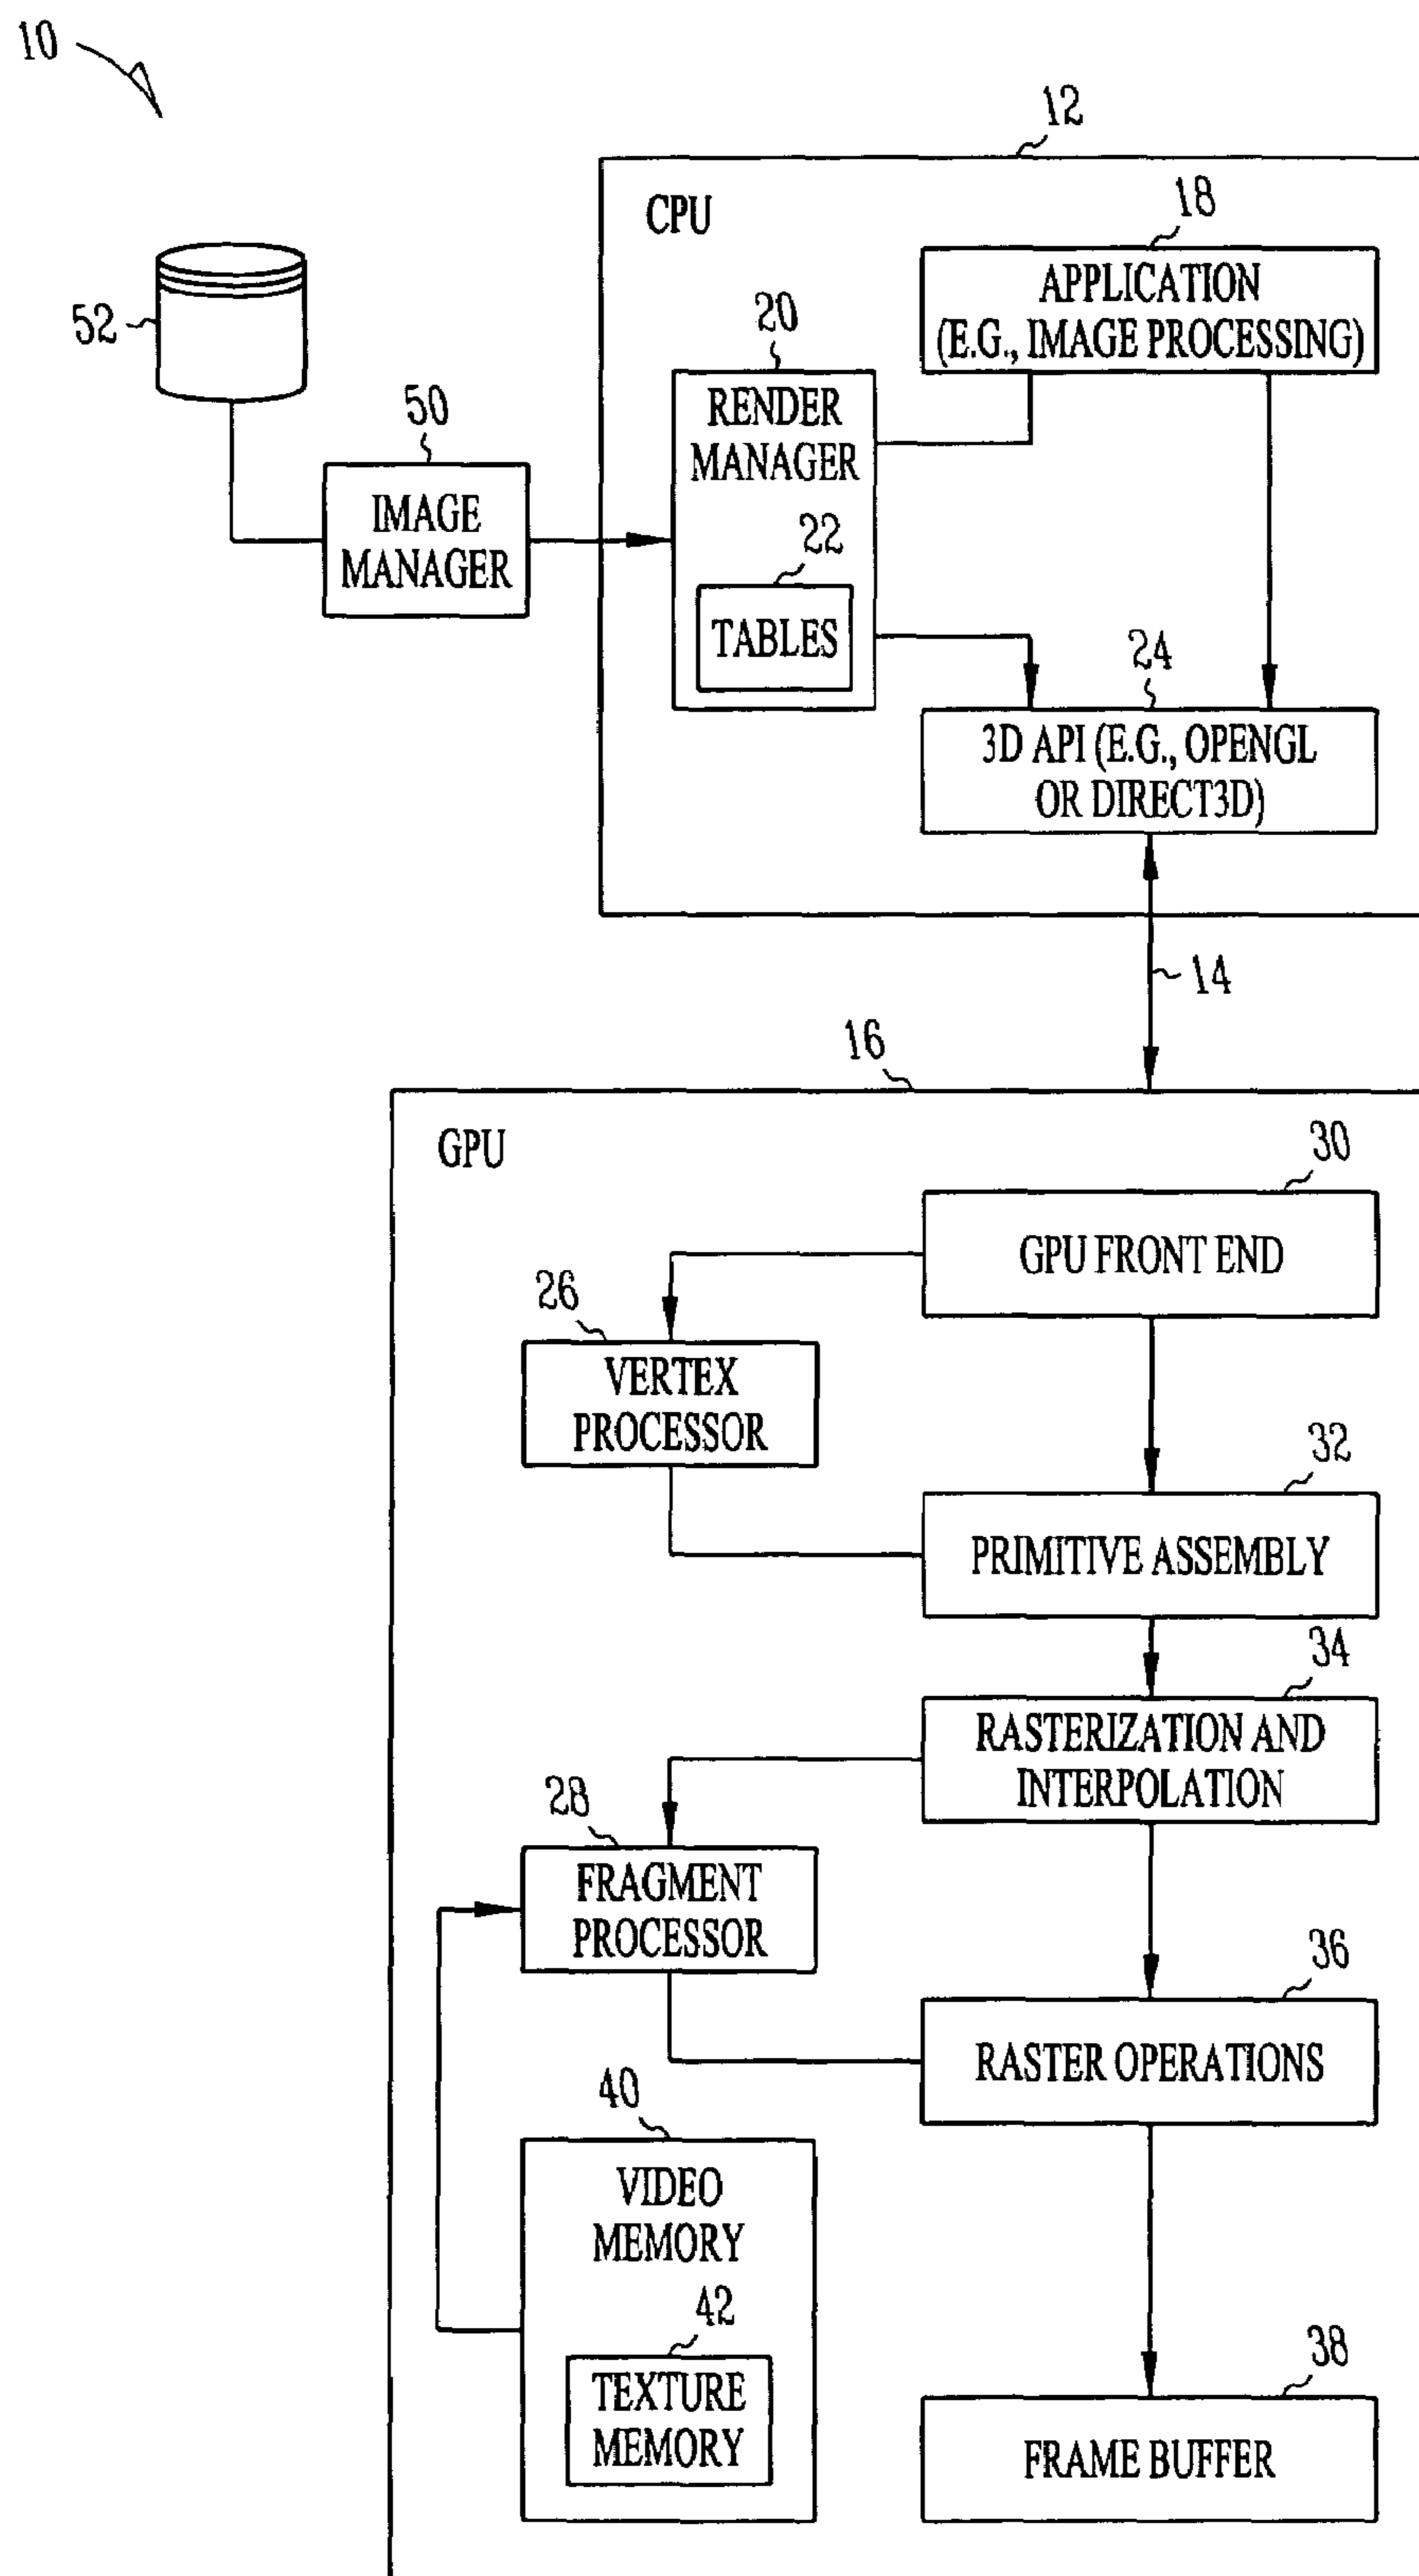 10
12
CPU
18
APPLICATION
(E.G., IMAGE PROCESSING)
52
20
RENDER
MANAGER
50
IMAGE
MANAGER
22
TABLES
24
3D API (E.G., OPENGL
OR DIRECT3D)
14
16
GPU
30
GPU FRONT END
26
VERTEX
PROCESSOR
32
PRIMITIVE ASSEMBLY
34
RASTERIZATION AND
INTERPOLATION
28
FRAGMENT
PROCESSOR
36
RASTER OPERATIONS
40
VIDEO
MEMORY
42
TEXTURE
MEMORY
38
FRAME BUFFER